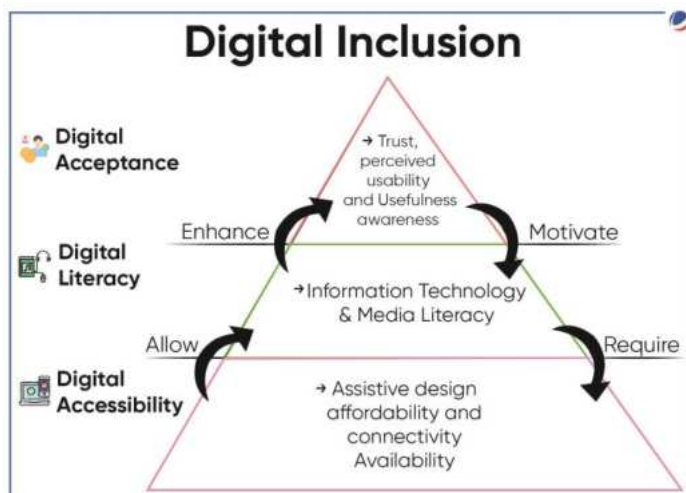 Digital Inclusion
Digital
Acceptance
→ Trust,
perceived
usability
and Usefulness
awareness
Enhance
Motivate
Digital
Literacy
→ Information Technology
& Media Literacy
Allow
Require
Digital
Accessibility
→ Assistive design
affordability and
connectivity
Availability